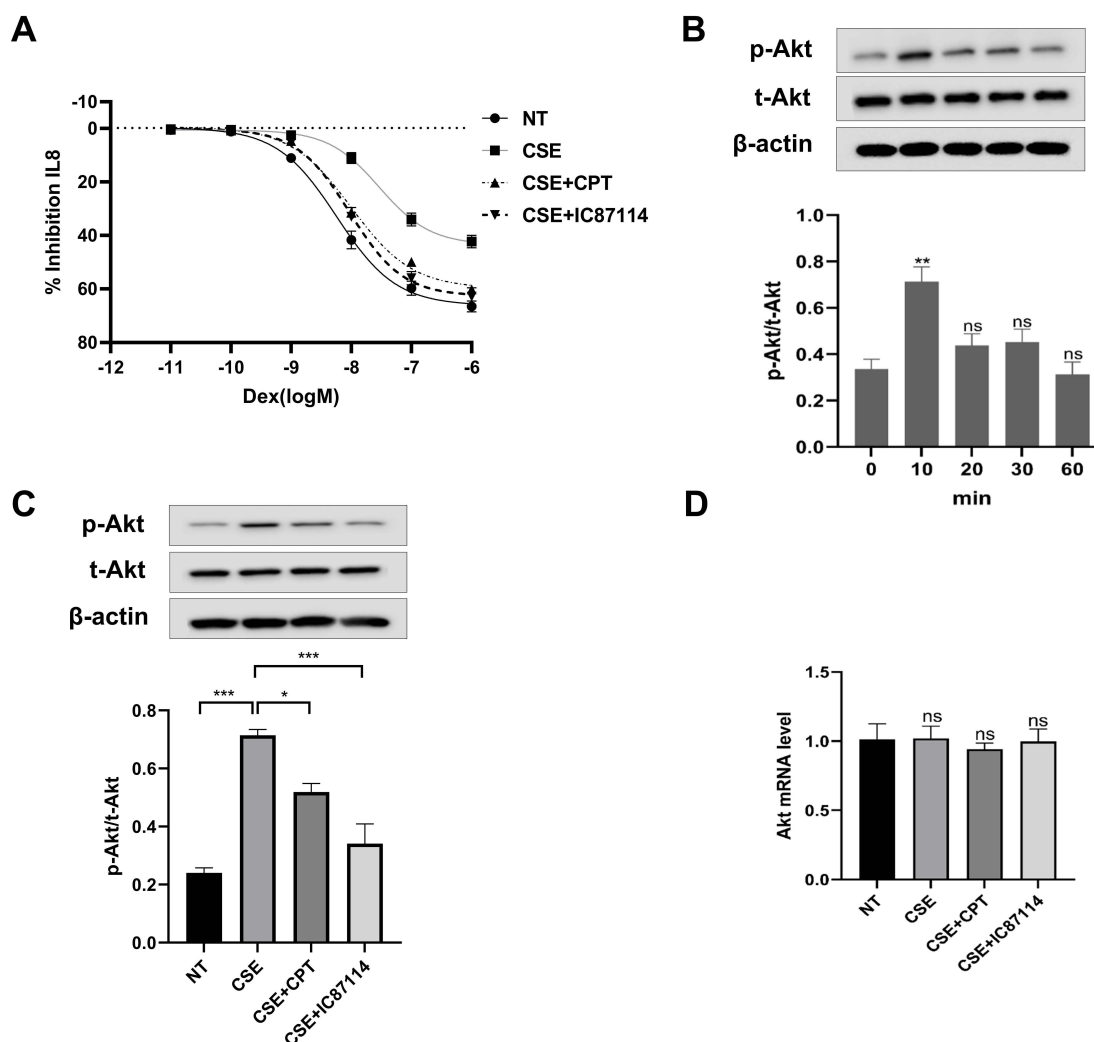 A
-10
0
20
40
60
80
% Inhibition IL8
-12 -11 -10 -9 -8 -7 -6
Dex(logM)
NT
CSE
CSE+CPT
CSE+IC87114
B
p-Akt
t-Akt
β-actin
1.0
0.8
0.6
0.4
0.2
0.0
p-Akt/t-Akt
**
ns
ns
ns
0 10 20 30 60
min
C
p-Akt
t-Akt
β-actin
***
*** *
0.8
0.6
0.4
0.2
0.0
p-Akt/t-Akt
NT
CSE
CSE+CPT
CSE+IC87114
D
1.5
1.0
0.5
0.0
Akt mRNA level
ns
ns
ns
NT
CSE
CSE+CPT
CSE+IC87114